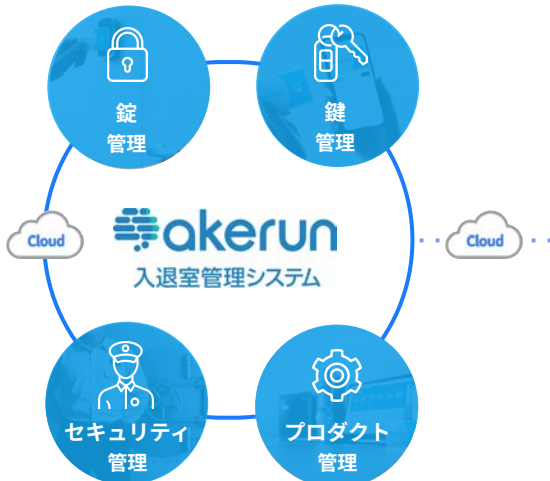 錠
管理
鍵
管理
Cloud
akerun
入退室管理システム
Cloud
セキュリティ
管理
プロダクト
管理